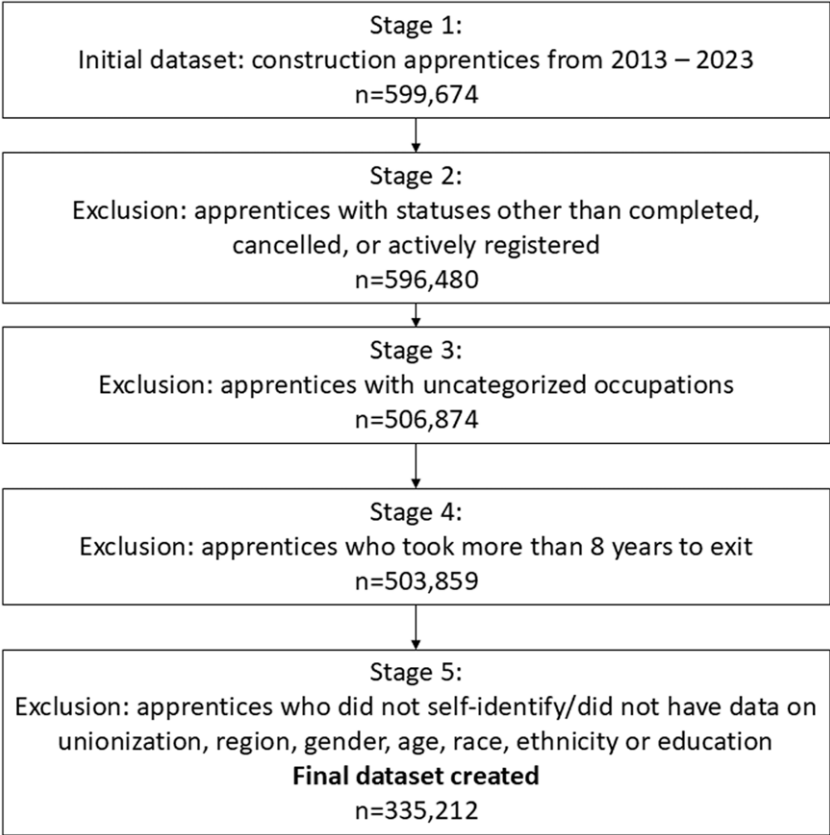 Stage 1:
Initial dataset: construction apprentices from 2013 – 2023
n=599,674
Stage 2:
Exclusion: apprentices with statuses other than completed,
cancelled, or actively registered
n=596,480
Stage 3:
Exclusion: apprentices with uncategorized occupations
n=506,874
Stage 4:
Exclusion: apprentices who took more than 8 years to exit
n=503,859
Stage 5:
Exclusion: apprentices who did not self-identify/did not have data on
unionization, region, gender, age, race, ethnicity or education
Final dataset created
n=335,212